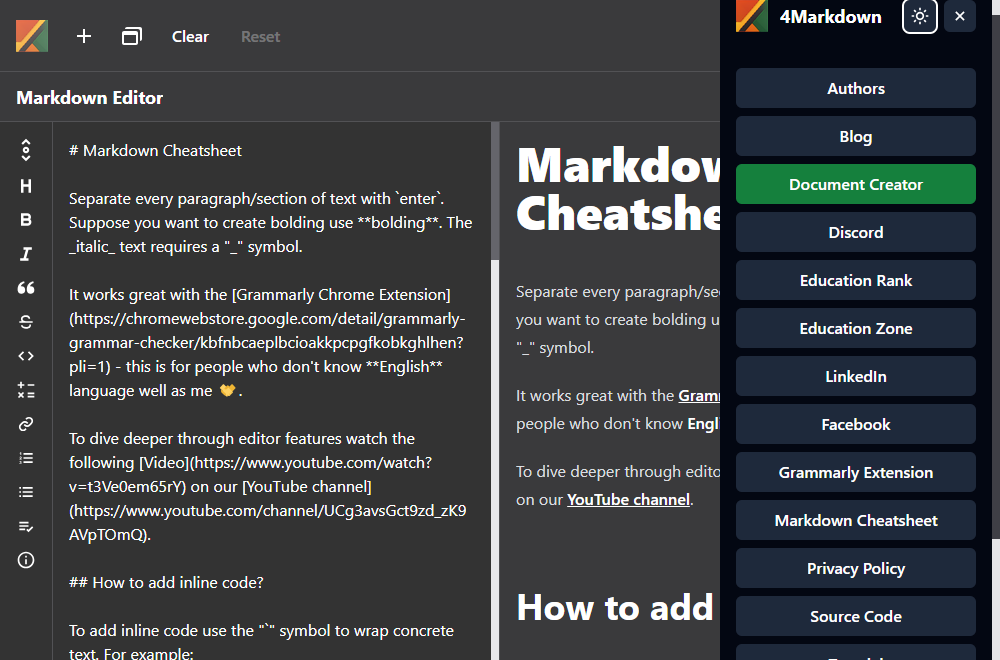 Clear
Reset
Markdown Editor
# Markdown Cheatsheet
Separate every paragraph/section of text with `enter`.
Suppose you want to create bolding use **bolding**. The
_italic_ text requires a "_" symbol.
It works great with the [Grammarly Chrome Extension]
(https://chromewebstore.google.com/detail/grammarly-
grammar-checker/kbfnbcaeplbcioakkpcpgfkobkghlhen?
pli=1) - this is for people who don't know **English**
language well as me 🤝.
To dive deeper through editor features watch the
following [Video](https://www.youtube.com/watch?
v=t3Ve0em65rY) on our [YouTube channel]
(https://www.youtube.com/channel/UCg3avsGct9zd_zK9
AVpTOmQ).
## How to add inline code?
To add inline code use the "`" symbol to wrap concrete
text. For example:
Markdow
Cheatshe
Separate every paragraph/se
you want to create bolding u
"_" symbol.
It works great with the Gramm
people who don't know Engl
To dive deeper through edito
on our YouTube channel.
How to add
4Markdown
Authors
Blog
Document Creator
Discord
Education Rank
Education Zone
LinkedIn
Facebook
Grammarly Extension
Markdown Cheatsheet
Privacy Policy
Source Code